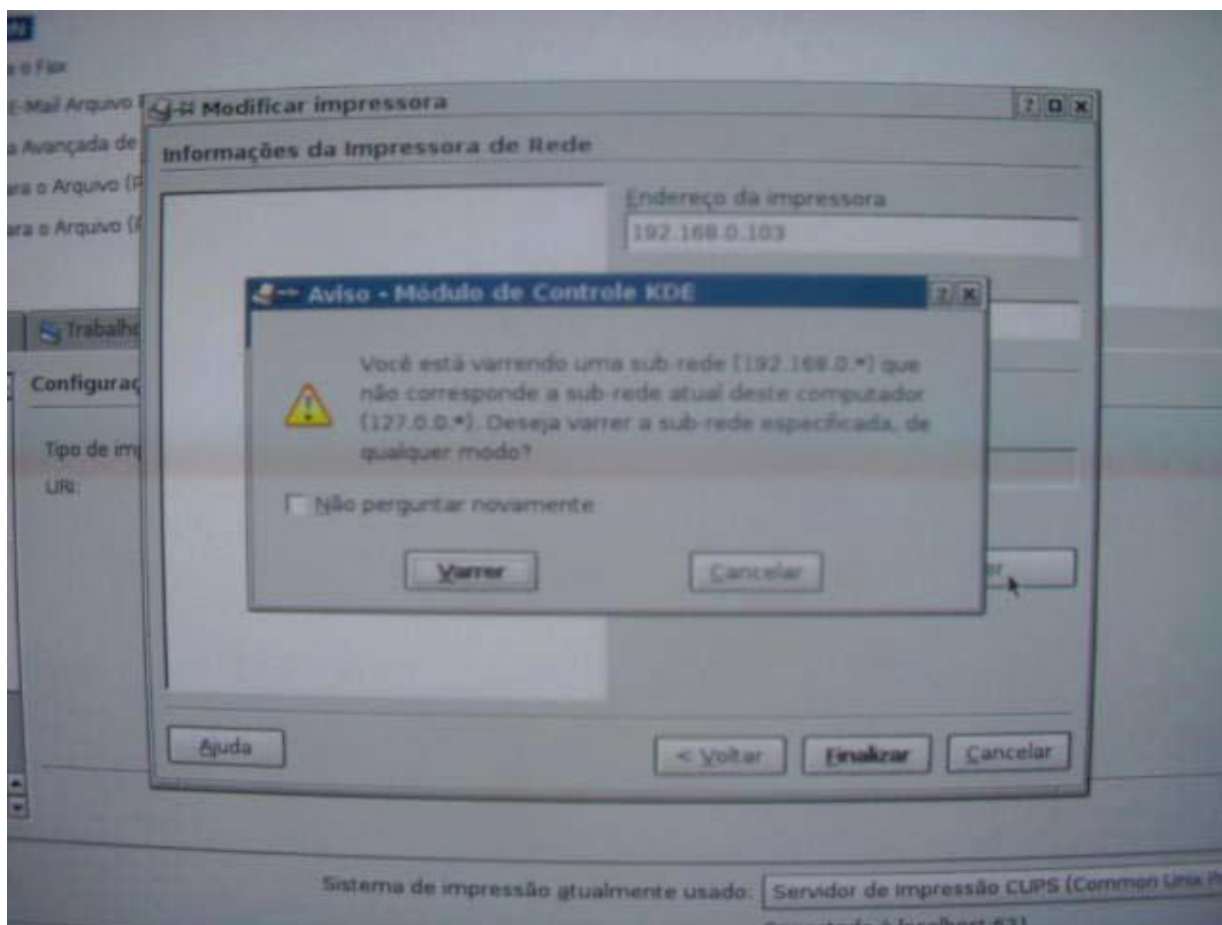 o Fax
E-Mail Arquivo
Avançada de
o Arquivo
o Arquivo
Modificar impressora
Informações da Impressora de Rede
Endereço da impressora
192.168.0.103
Aviso - Módulo de Controle KDE
Você está varrendo uma sub-rede (192.168.0.*) que
não corresponde a sub-rede atual deste computador
(127.0.0.*). Deseja varrer a sub-rede especificada, de
qualquer modo?
Não perguntar novamente
Varrer
Cancelar
Trabalho
Configuraç
Tipo de im
URI:
Ajuda
< Voltar
Finalizar
Cancelar
Sistema de impressão atualmente usado:
Servidor de Impressão CUPS (Common Unix